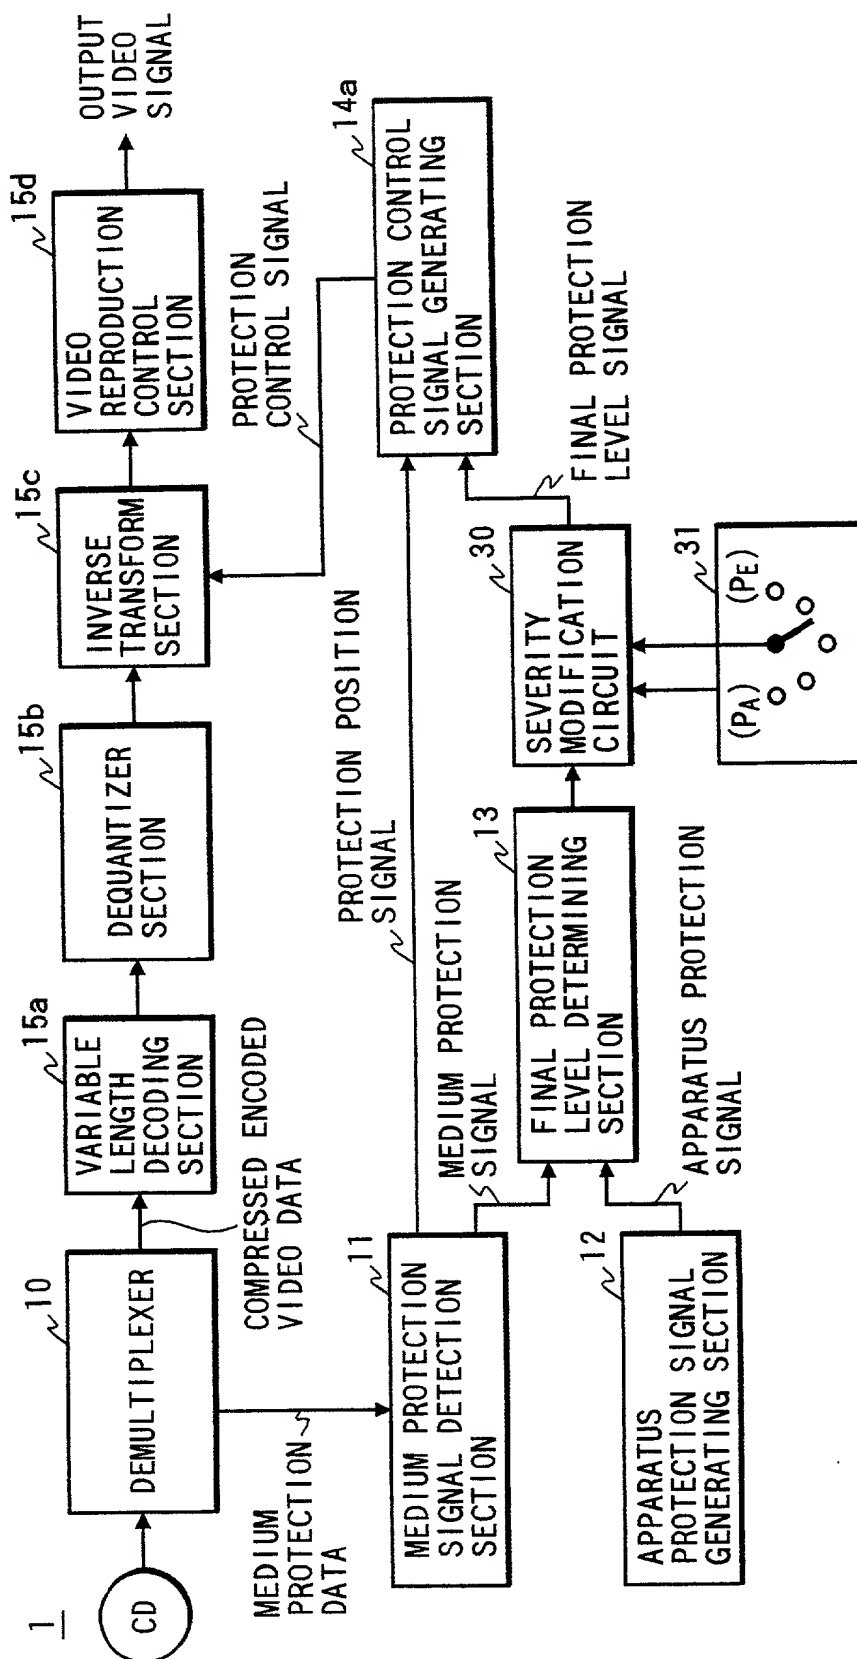 1
CD
10
DEMULTIPLEXER
COMPRESSED ENCODED
VIDEO DATA
15a
VARIABLE
LENGTH
DECODING
SECTION
15b
DEQUANTIZER
SECTION
15c
INVERSE
TRANSFORM
SECTION
15d
VIDEO
REPRODUCTION
CONTROL
SECTION
OUTPUT
VIDEO
SIGNAL
MEDIUM
PROTECTION
DATA
11
MEDIUM PROTECTION
SIGNAL DETECTION
SECTION
PROTECTION POSITION
SIGNAL
PROTECTION
CONTROL SIGNAL
14a
PROTECTION CONTROL
SIGNAL GENERATING
SECTION
MEDIUM PROTECTION
SIGNAL
12
APPARATUS
PROTECTION SIGNAL
GENERATING SECTION
APPARATUS PROTECTION
SIGNAL
13
FINAL PROTECTION
LEVEL DETERMINING
SECTION
30
SEVERITY
MODIFICATION
CIRCUIT
FINAL PROTECTION
LEVEL SIGNAL
31
(PA)
(PE)